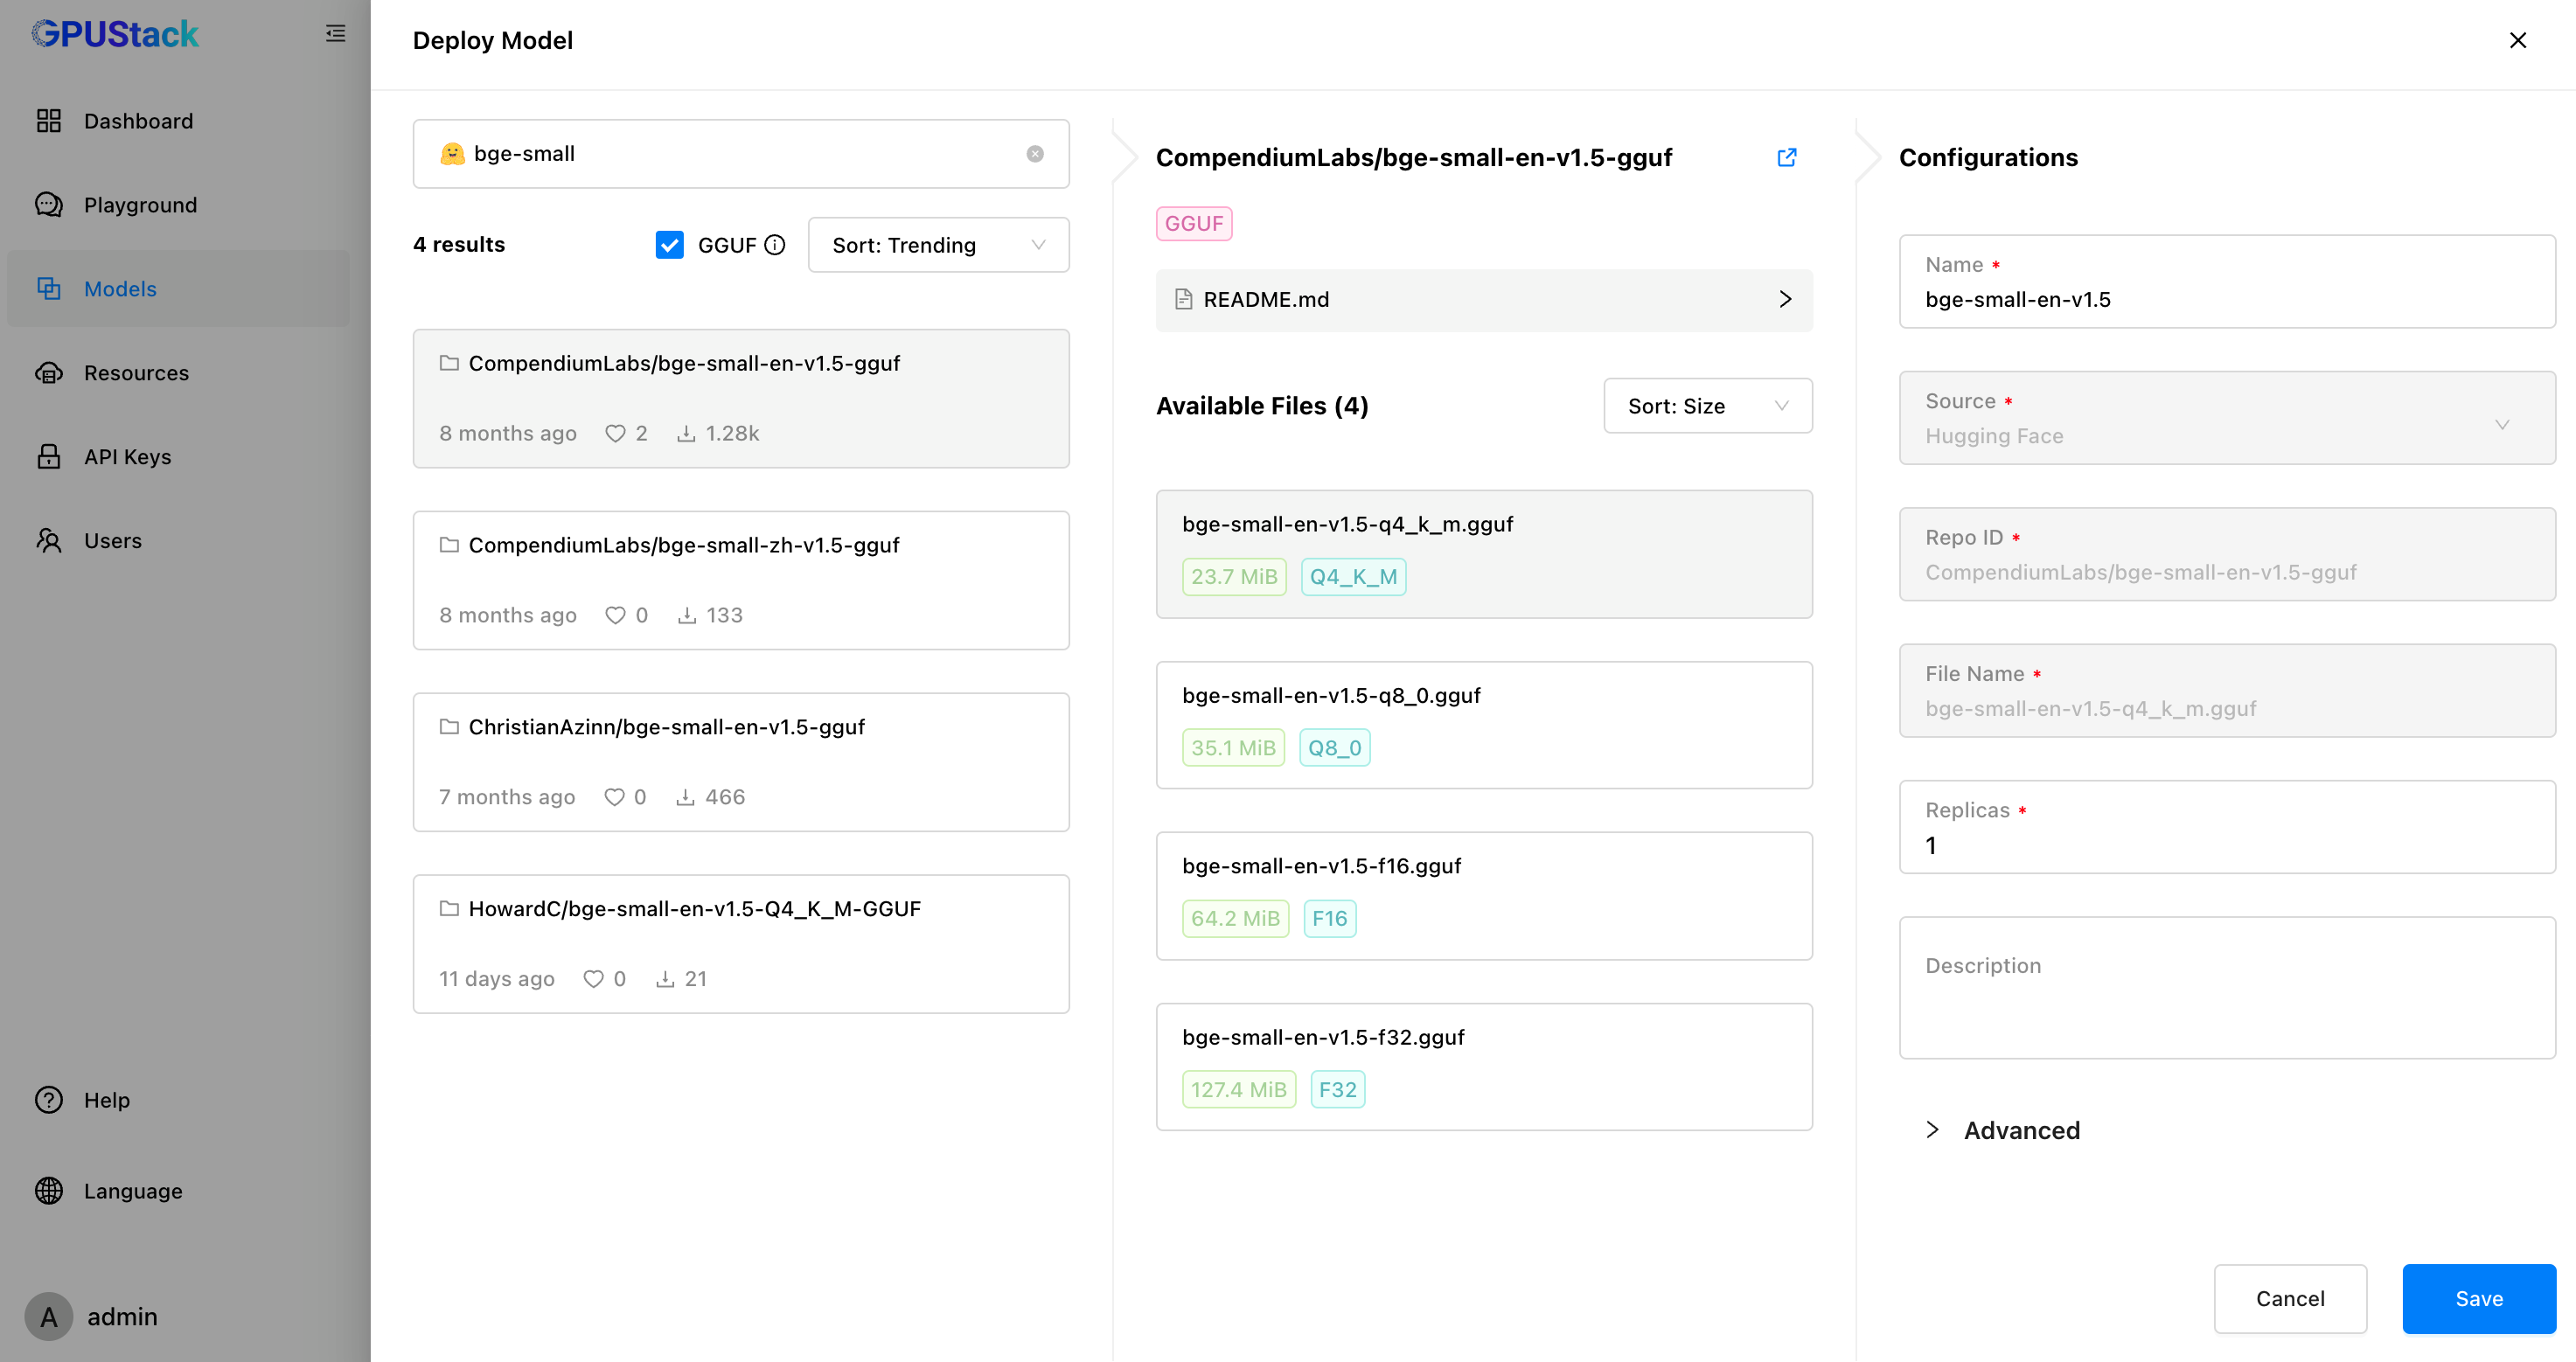 GPUStack
Dashboard
Playground
Models
Resources
API Keys
Users
Help
Language
A admin
Deploy Model
bge-small
4 results GGUF Sort: Trending
CompendiumLabs/bge-small-en-v1.5-gguf
8 months ago 2 1.28k
CompendiumLabs/bge-small-zh-v1.5-gguf
8 months ago 0 133
ChristianAzinn/bge-small-en-v1.5-gguf
7 months ago 0 466
HowardC/bge-small-en-v1.5-Q4_K_M-GGUF
11 days ago 0 21
CompendiumLabs/bge-small-en-v1.5-gguf
GGUF
README.md
Available Files (4) Sort: Size
bge-small-en-v1.5-q4_k_m.gguf
23.7 MiB Q4_K_M
bge-small-en-v1.5-q8_0.gguf
35.1 MiB Q8_0
bge-small-en-v1.5-f16.gguf
64.2 MiB F16
bge-small-en-v1.5-f32.gguf
127.4 MiB F32
Configurations
Name *
bge-small-en-v1.5
Source *
Hugging Face
Repo ID *
CompendiumLabs/bge-small-en-v1.5-gguf
File Name *
bge-small-en-v1.5-q4_k_m.gguf
Replicas *
1
Description
Advanced
Cancel Save